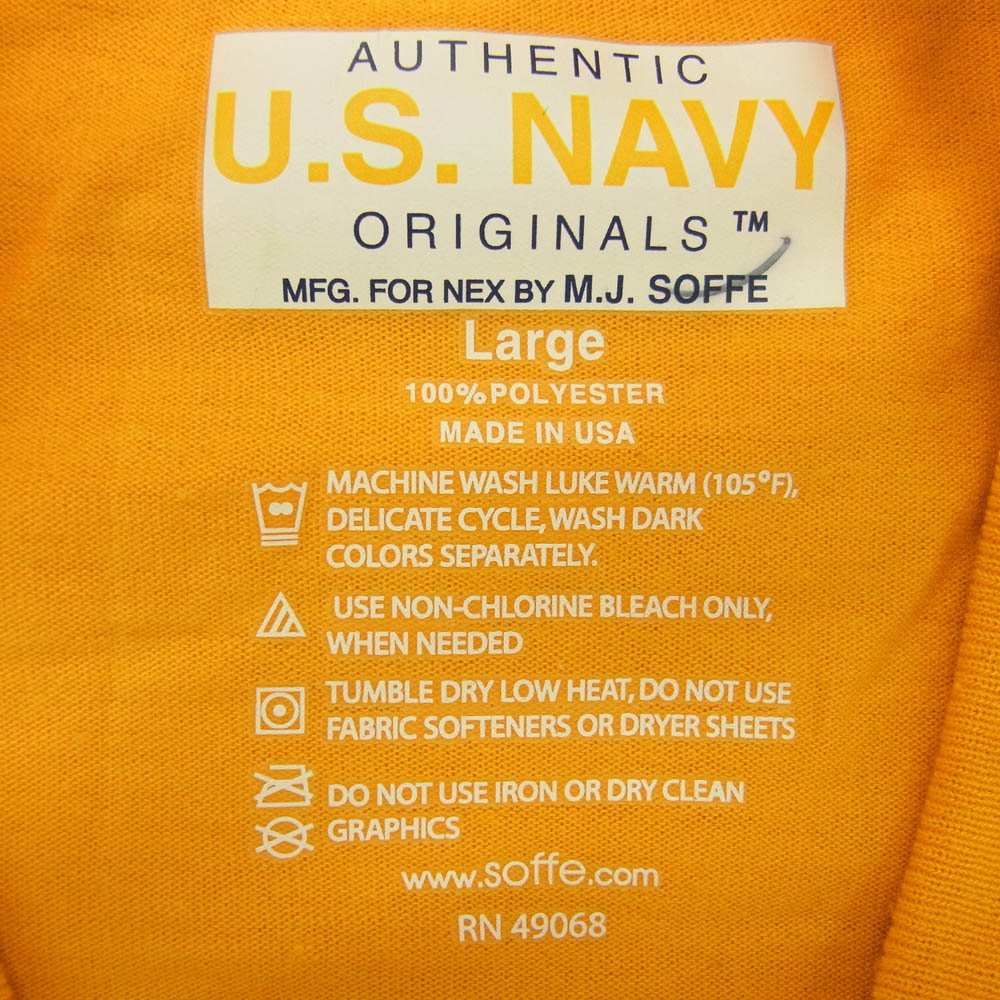 AUTHENTIC
U.S. NAVY
ORIGINALS ™
MFG. FOR NEX BY M.J. SOFFE
Large
100%POLYESTER
MADE IN USA
MACHINE WASH LUKE WARM (105°F),
DELICATE CYCLE, WASH DARK
COLORS SEPARATELY.
USE NON-CHLORINE BLEACH ONLY,
WHEN NEEDED
TUMBLE DRY LOW HEAT, DO NOT USE
FABRIC SOFTENERS OR DRYER SHEETS
DO NOT USE IRON OR DRY CLEAN
GRAPHICS
www.soffe.com
RN 49068